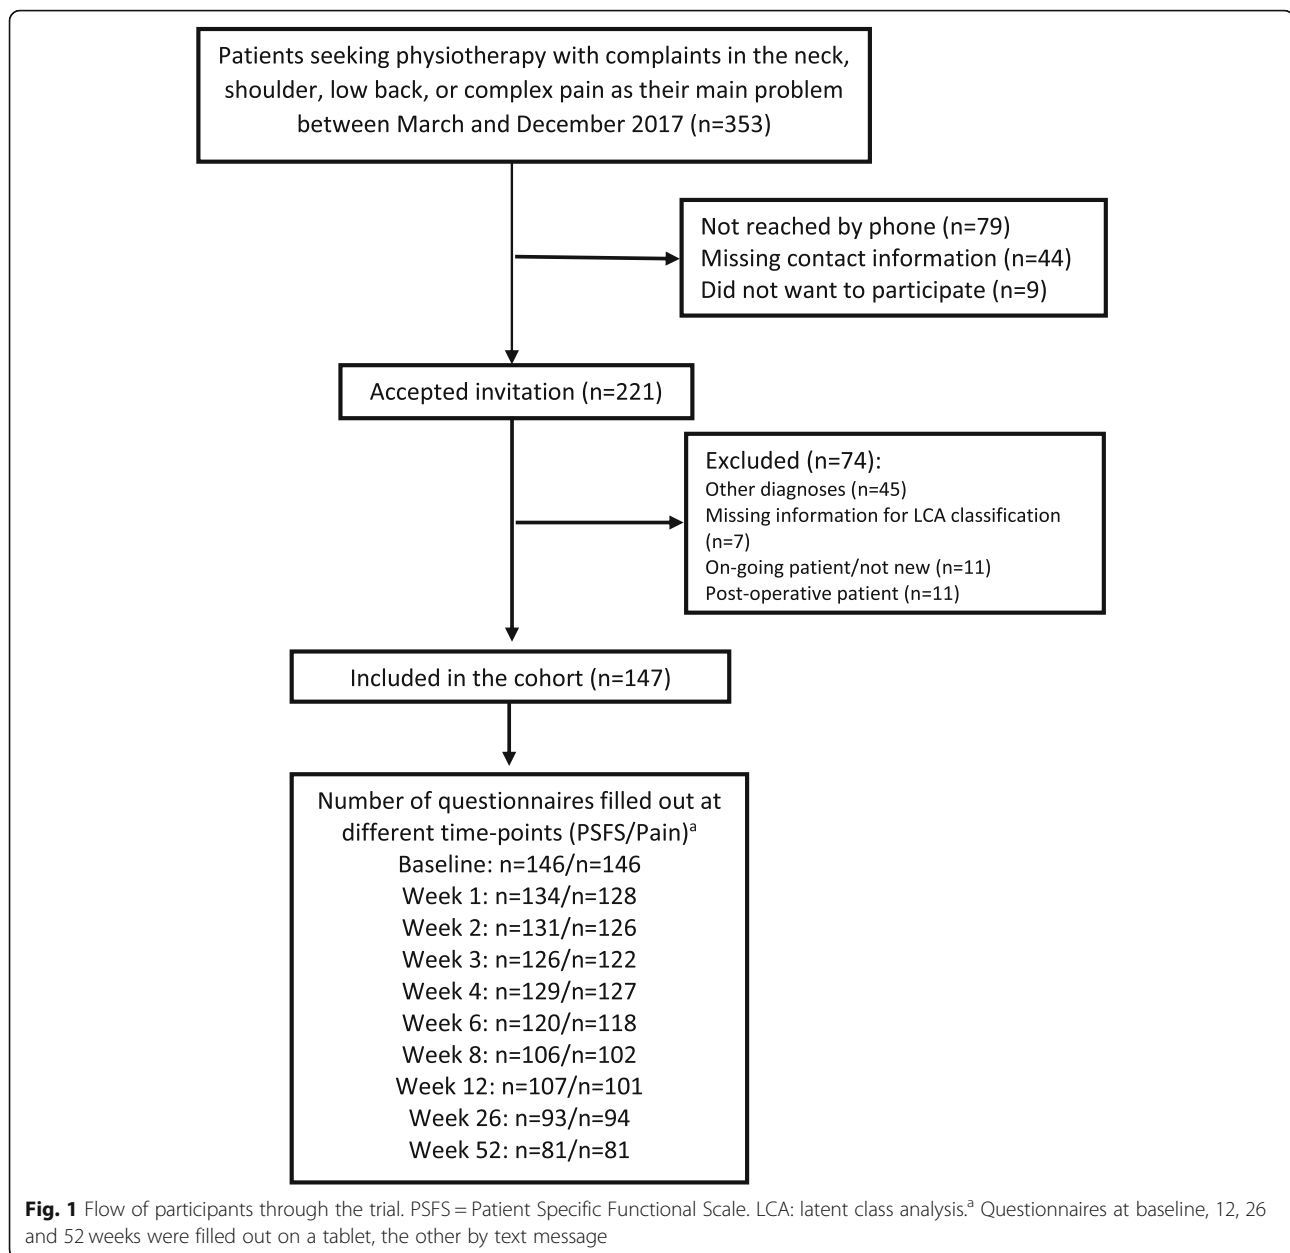 Patients seeking physiotherapy with complaints in the neck,
shoulder, low back, or complex pain as their main problem
between March and December 2017 (n=353)
Not reached by phone (n=79)
Missing contact information (n=44)
Did not want to participate (n=9)
Accepted invitation (n=221)
Excluded (n=74):
Other diagnoses (n=45)
Missing information for LCA classification
(n=7)
On-going patient/not new (n=11)
Post-operative patient (n=11)
Included in the cohort (n=147)
Number of questionnaires filled out at
different time-points (PSFS/Pain)ᵃ
Baseline: n=146/n=146
Week 1: n=134/n=128
Week 2: n=131/n=126
Week 3: n=126/n=122
Week 4: n=129/n=127
Week 6: n=120/n=118
Week 8: n=106/n=102
Week 12: n=107/n=101
Week 26: n=93/n=94
Week 52: n=81/n=81
Fig. 1 Flow of participants through the trial. PSFS = Patient Specific Functional Scale. LCA: latent class analysis.ᵃ Questionnaires at baseline, 12, 26
and 52 weeks were filled out on a tablet, the other by text message